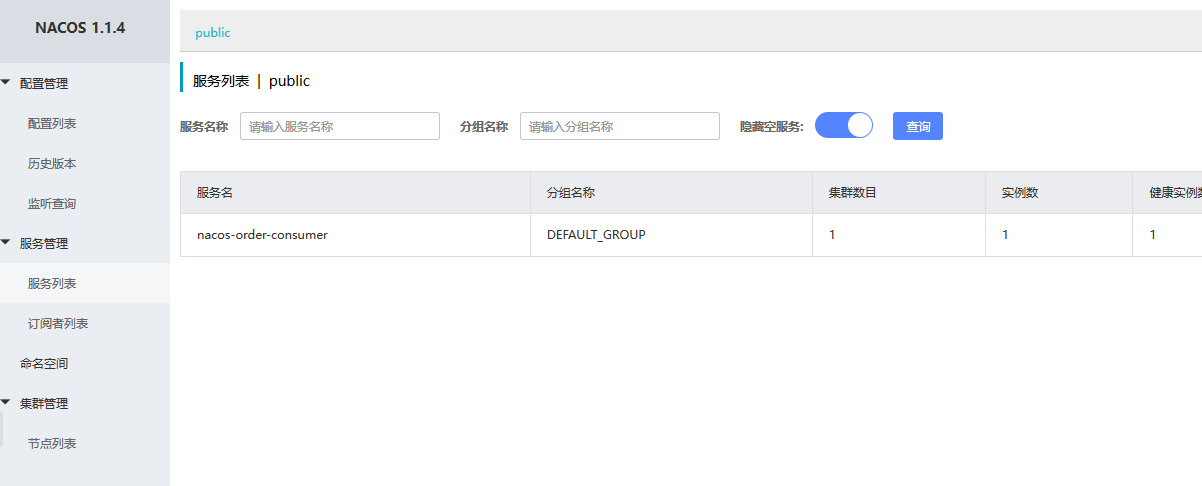 NACOS 1.1.4
配置管理
配置列表
历史版本
监听查询
服务管理
服务列表
订阅者列表
命名空间
集群管理
节点列表
public
服务列表 | public
服务名称 请输入服务名称 分组名称 请输入分组名称 隐藏空服务: 查询
服务名 分组名称 集群数目 实例数 健康实例数
nacos-order-consumer DEFAULT_GROUP 1 1 1